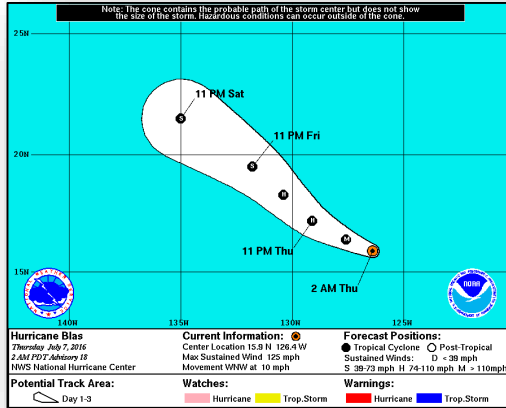 Note: The cone contains the probable path of the storm center but does not show
the size of the storm. Hazardous conditions can occur outside of the cone.
25N
11 PM Sat
S
11 PM Fri
20N
S
H
H
M
11 PM Thu
15N
2 AM Thu
NOAA
140N
135W
130W
125W
Hurricane Blas
Thursday July 7, 2016
2 AM PDT Advisory 18
NWS National Hurricane Center
Current Information:
Center Location 15.9 N 126.4 W
Max Sustained Wind 125 mph
Movement WNW at 10 mph
Forecast Positions:
Tropical Cyclone Post-Tropical
Sustained Winds: D < 39 mph
S 39-73 mph H 74-110 mph M > 110mph
Potential Track Area:
Day 1-3
Watches:
Hurricane Trop.Storm
Warnings:
Hurricane Trop.Storm